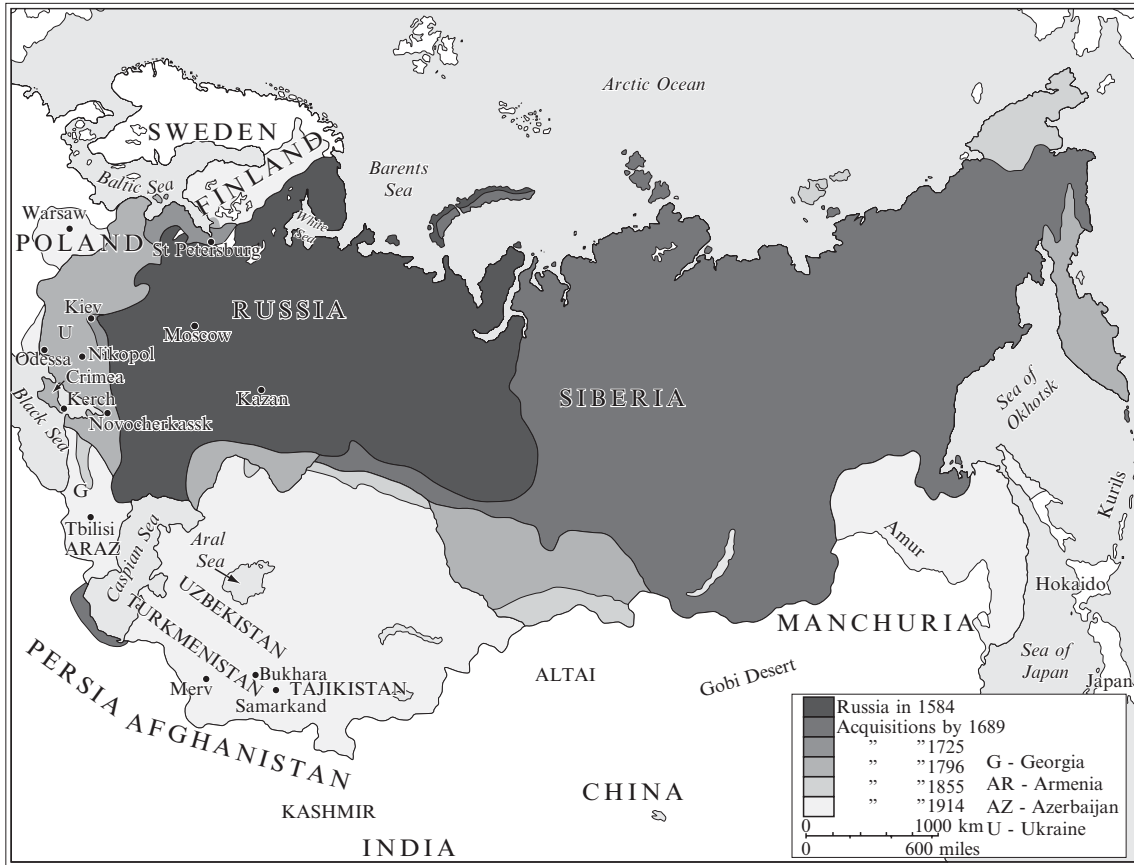 Arctic Ocean
SWEDEN
FINLAND
Barents
Sea
Baltic Sea
White
Sea
Warsaw
POLAND
St Petersburg
Kiev
U
RUSSIA
Moscow
Odessa
Nikopol
Crimea
Kerch
Novocherkassk
Black Sea
Kazan
SIBERIA
Sea of
Okhotsk
Kurils
G
Tbilisi
ARAZ
Caspian Sea
Aral
Sea
UZBEKISTAN
TURKMENISTAN
Bukhara
Merv
Samarkand
TAJIKISTAN
Amur
Hokaido
MANCHURIA
Sea of
Japan
Japan
ALTAI
Gobi Desert
PERSIA
AFGHANISTAN
KASHMIR
INDIA
CHINA
Russia in 1584
Acquisitions by 1689
” ”1725
” ”1796
” ”1855
” ”1914
G - Georgia
AR - Armenia
AZ - Azerbaijan
U - Ukraine
0 1000 km
0 600 miles